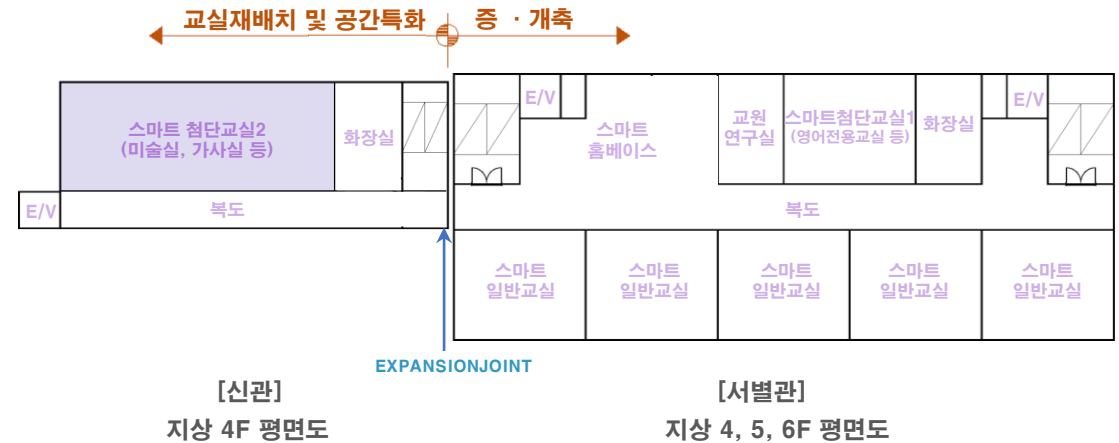 교실재배치 및 공간특화
증 · 개축
스마트 첨단교실2
(미술실, 가사실 등)
화장실
E/V
복도
E/V
스마트
홈베이스
교원
연구실
스마트첨단교실1
(영어전용교실 등)
화장실
E/V
복도
스마트
일반교실
스마트
일반교실
스마트
일반교실
스마트
일반교실
스마트
일반교실
EXPANSIONJOINT
[신관]
지상 4F 평면도
[서별관]
지상 4, 5, 6F 평면도